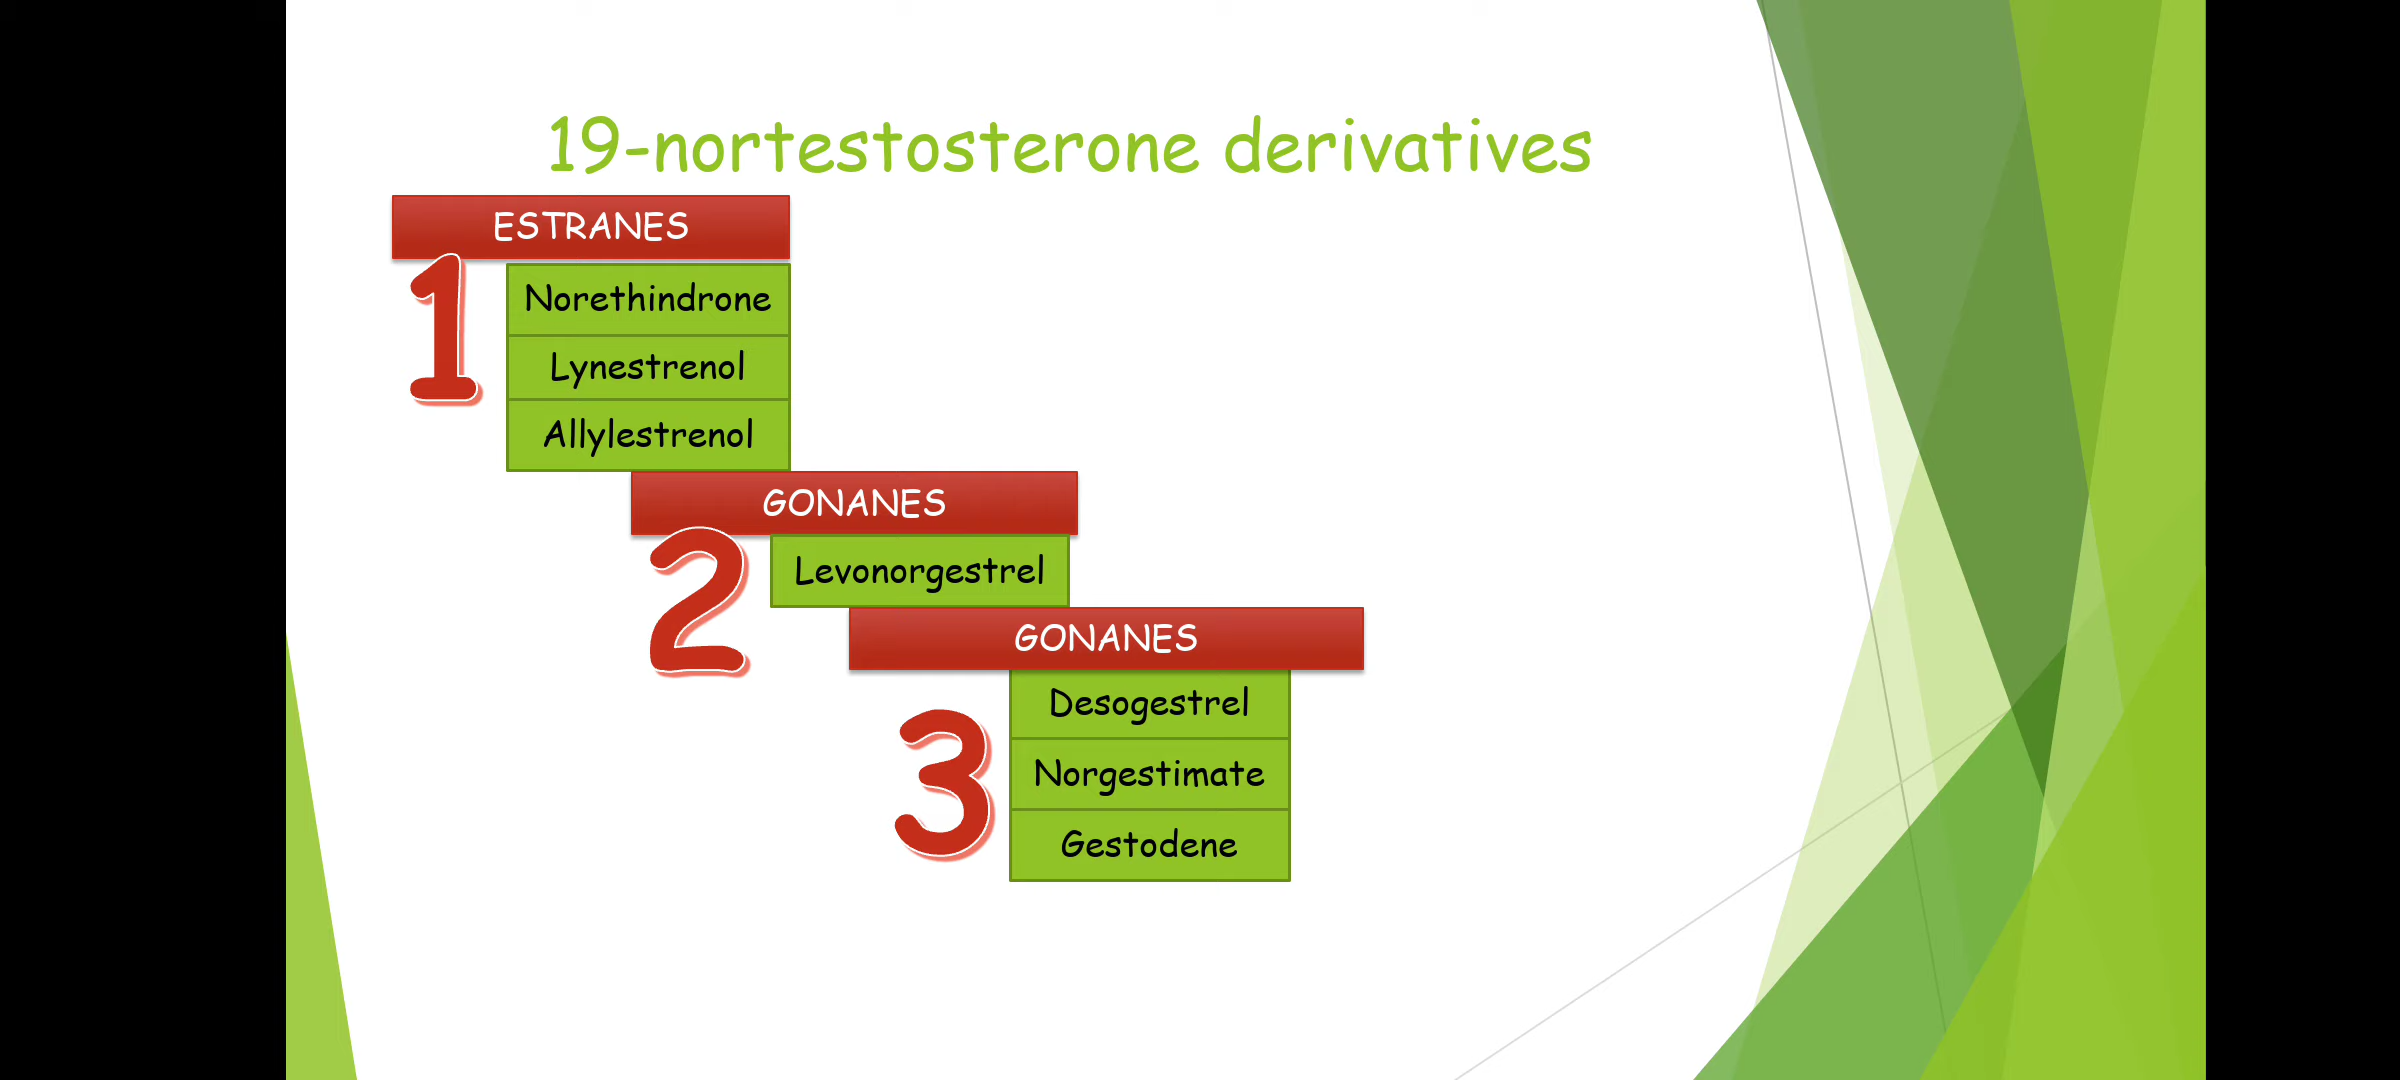 19-nortestosterone derivatives
ESTRANES
1
Norethindrone
Lynestrenol
Allylestrenol
GONANES
2
Levonorgestrel
GONANES
3
Desogestrel
Norgestimate
Gestodene